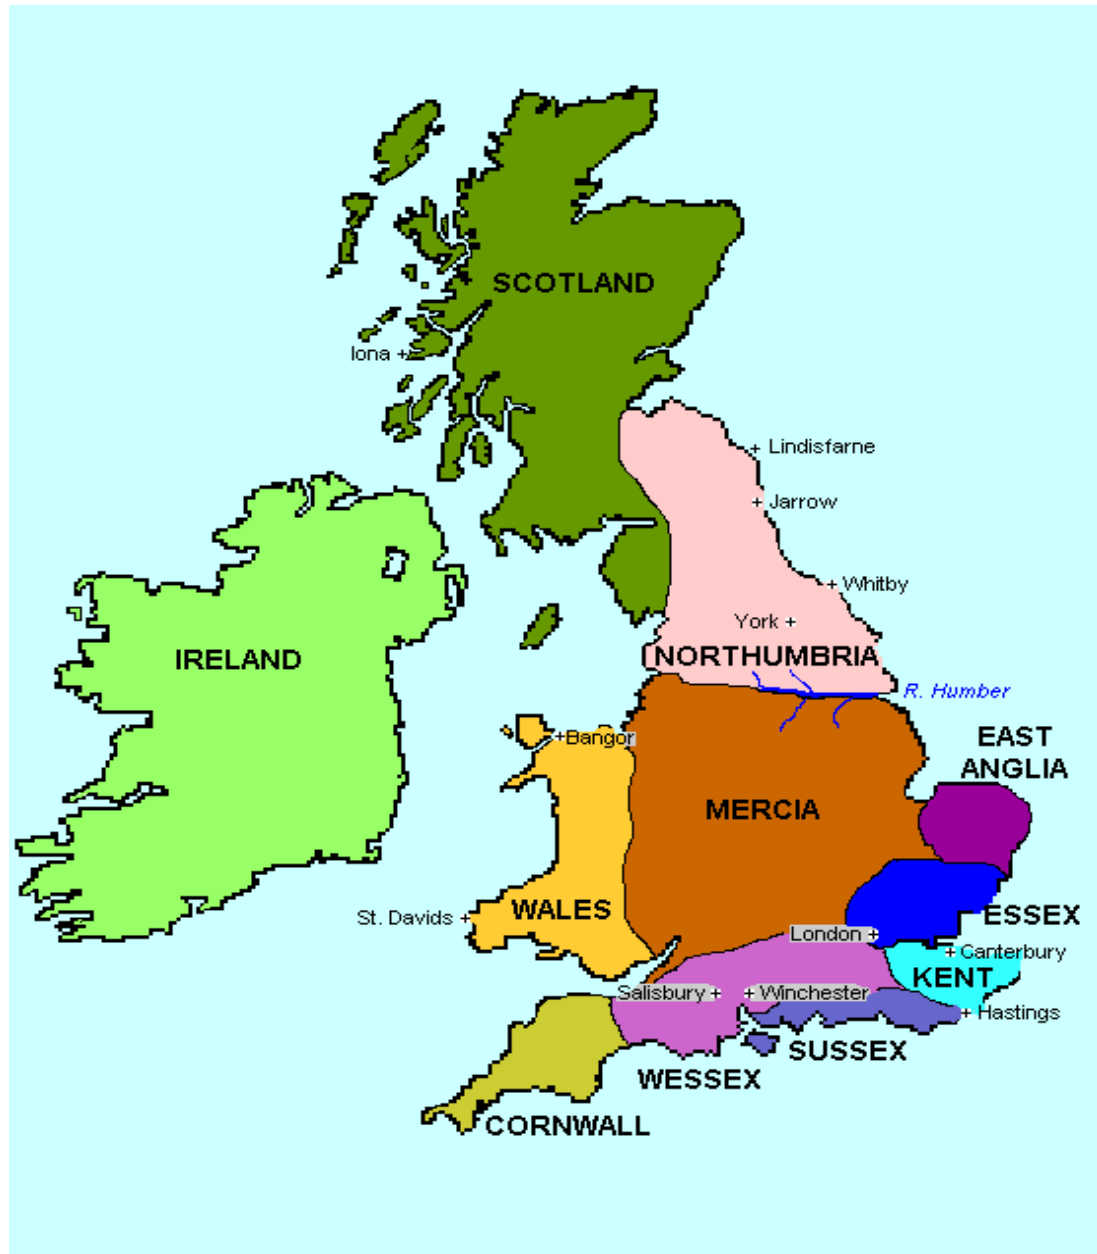 SCOTLAND
Iona
Lindisfarne
Jarrow
Whitby
York
NORTHUMBRIA
IRELAND
R. Humber
Bangor
EAST
ANGLIA
MERCIA
WALES
St. Davids
ESSEX
London
Canterbury
KENT
Salisbury
Winchester
Hastings
SUSSEX
WESSEX
CORNWALL